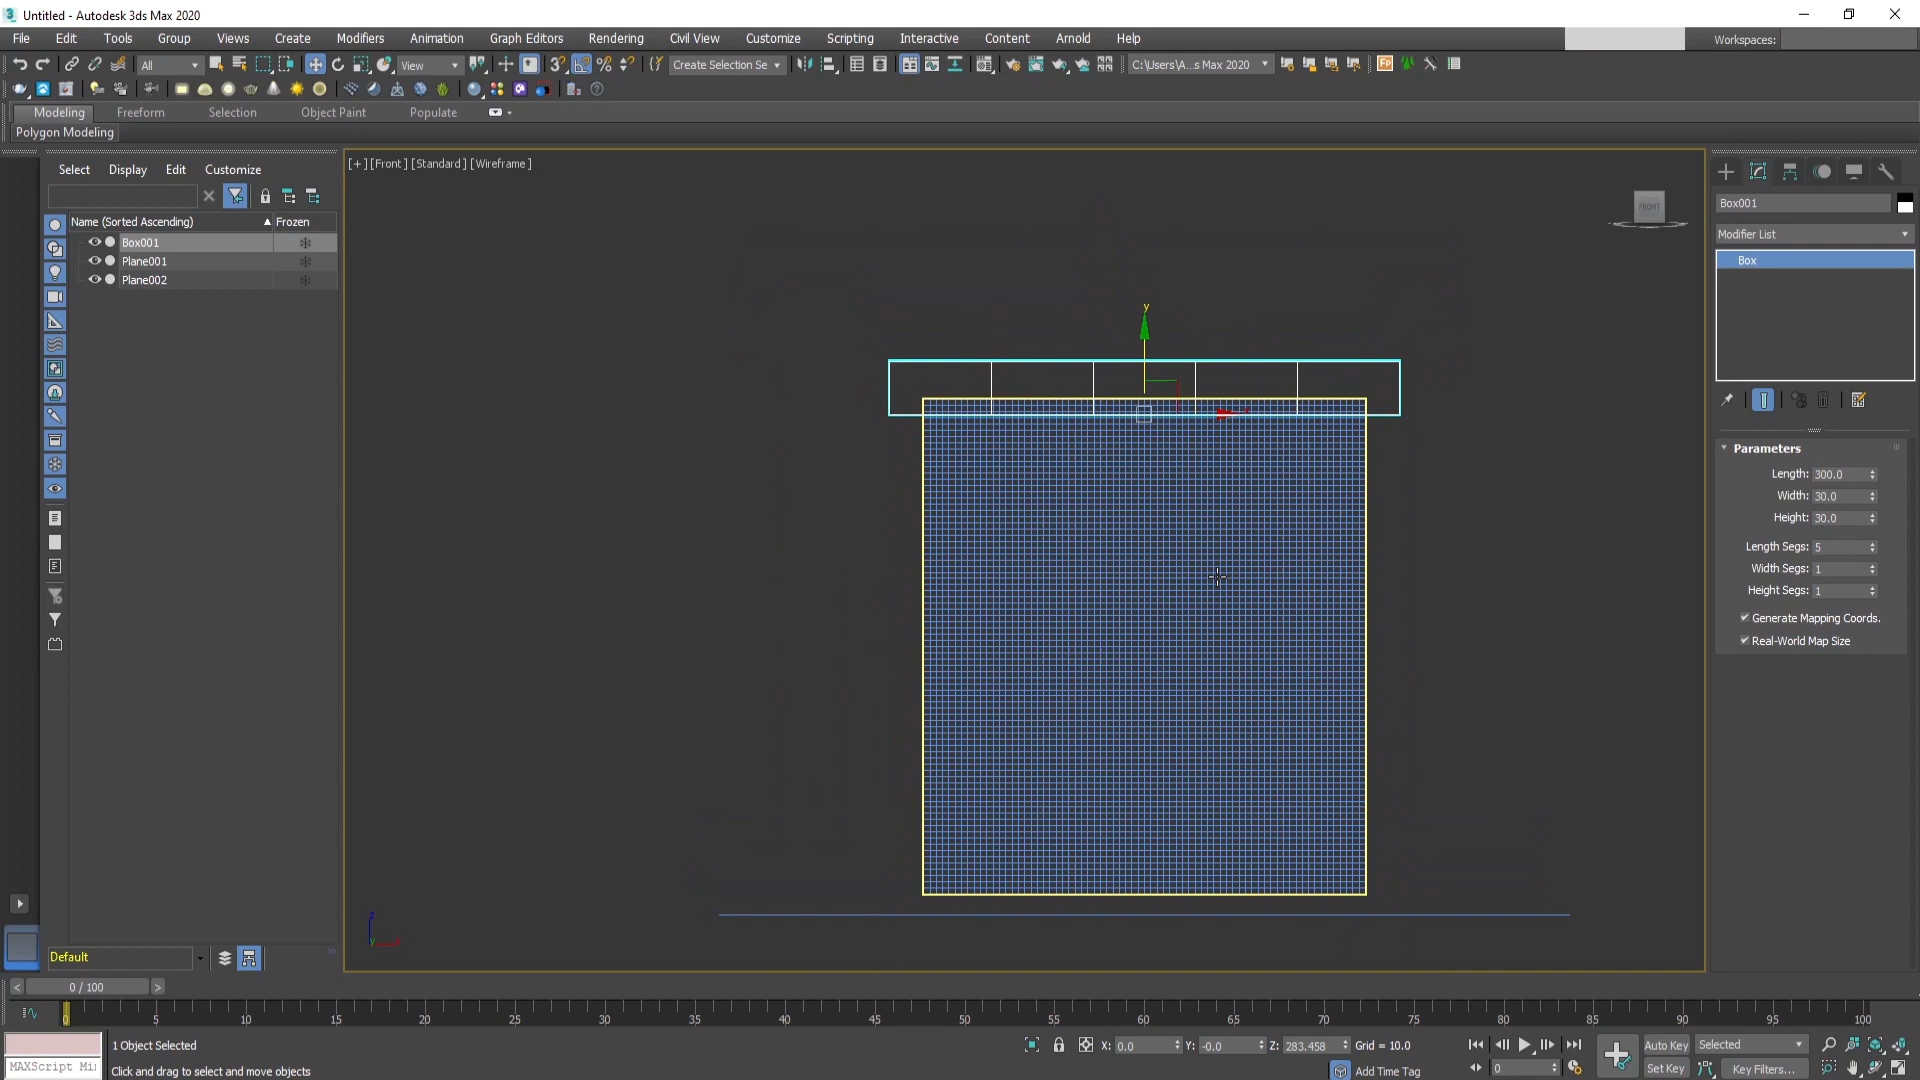 Untitled - Autodesk 3ds Max 2020
File Edit Tools Group Views Create Modifiers Animation Graph Editors Rendering Civil View Customize Scripting Interactive Content Arnold Help
Workspaces:
All View Create Selection Se C:\Users\A...s Max 2020
Modeling Freeform Selection Object Paint Populate
Polygon Modeling
Select Display Edit Customize
Name (Sorted Ascending) Frozen
Box001
Plane001
Plane002
Default
[+] [Front] [Standard] [Wireframe]
FRONT
y
z
y
Box001
Modifier List
Box
Parameters
Length: 300.0
Width: 30.0
Height: 30.0
Length Segs: 5
Width Segs: 1
Height Segs: 1
Generate Mapping Coords.
Real-World Map Size
0 / 100
0 5 10 15 20 25 30 35 40 45 50 55 60 65 70 75 80 85 90 95 100
1 Object Selected
X: 0.0 Y: -0.0 Z: 283.458 Grid = 10.0
Auto Key Selected
MAXScript Mi
Click and drag to select and move objects
Add Time Tag
0
Set Key Key Filters...